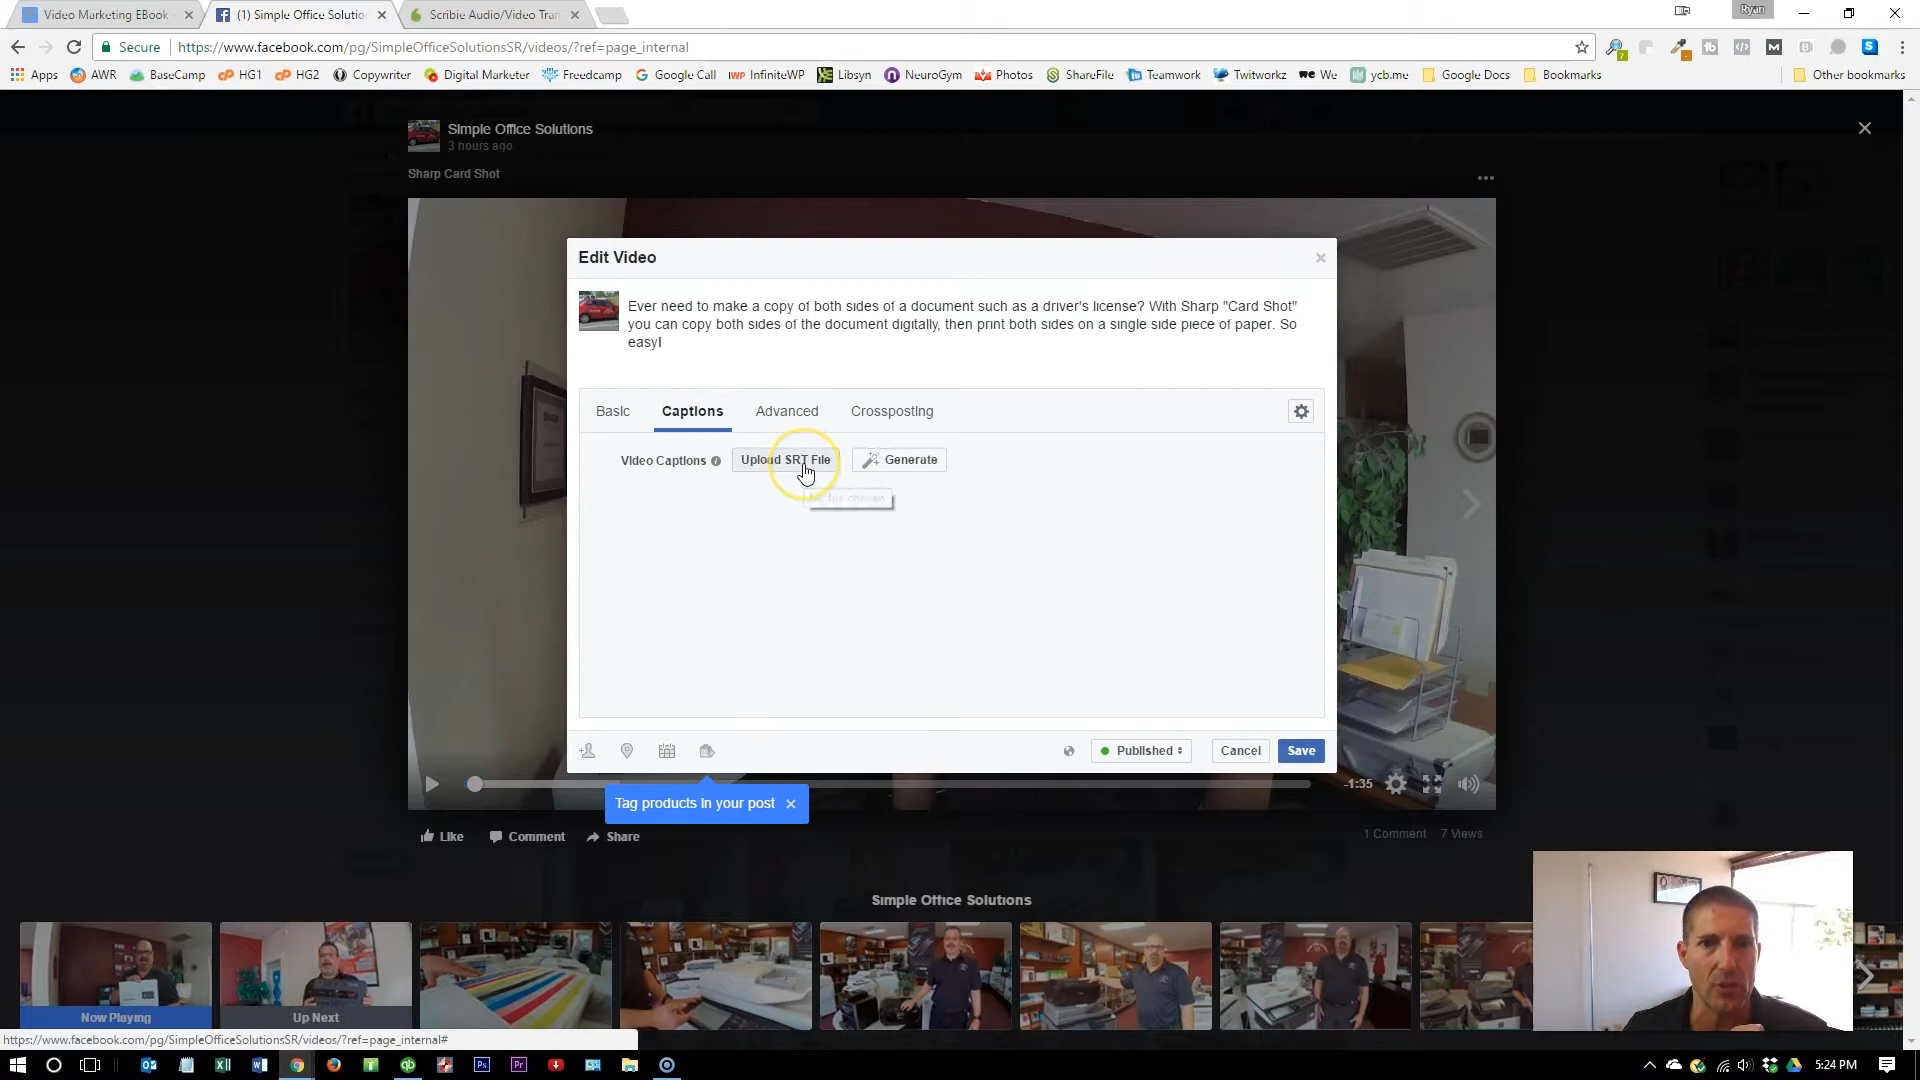 Video Marketing EBook
(1) Simple Office Solution
Scribie Audio/Video Tran
Ryan
Secure
https://www.facebook.com/pg/SimpleOfficeSolutionsSR/videos/?ref=page_internal
Apps
AWR
BaseCamp
HG1
HG2
Copywriter
Digital Marketer
Freedcamp
Google Call
InfiniteWP
Libsyn
NeuroGym
Photos
ShareFile
Teamwork
Twitworkz
We
ycb.me
Google Docs
Bookmarks
Other bookmarks
Simple Office Solutions
3 hours ago
Sharp Card Shot
Edit Video
Ever need to make a copy of both sides of a document such as a driver's license? With Sharp "Card Shot"
you can copy both sides of the document digitally, then print both sides on a single side piece of paper. So
easy!
Basic
Captions
Advanced
Crossposting
Video Captions
Upload SRT File
Generate
No file chosen
Published
Cancel
Save
Tag products in your post
-1:35
Like
Comment
Share
1 Comment
7 Views
Simple Office Solutions
Now Playing
Up Next
https://www.facebook.com/pg/SimpleOfficeSolutionsSR/videos/?ref=page_internal#
5:24 PM